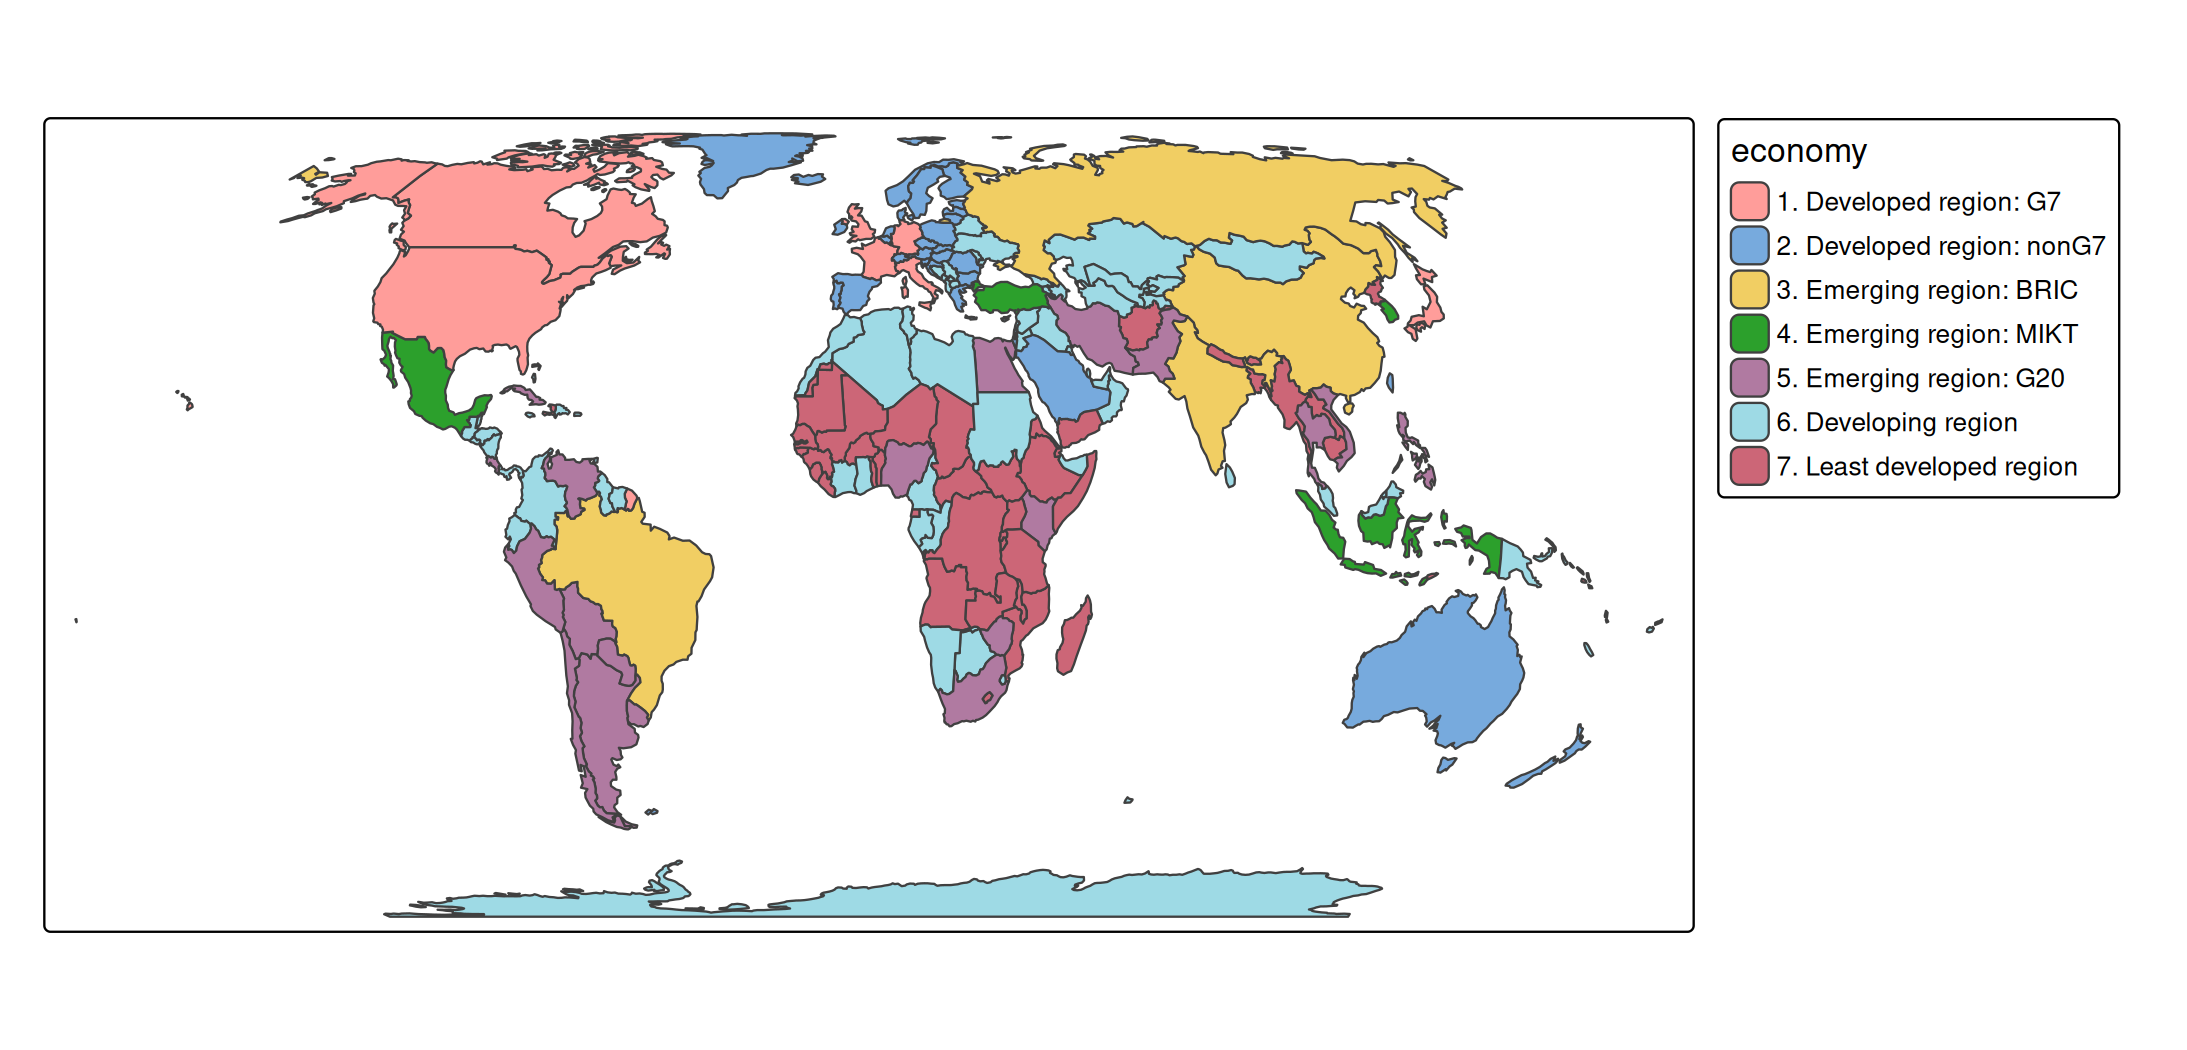 economy
1. Developed region: G7
2. Developed region: nonG7
3. Emerging region: BRIC
4. Emerging region: MIKT
5. Emerging region: G20
6. Developing region
7. Least developed region